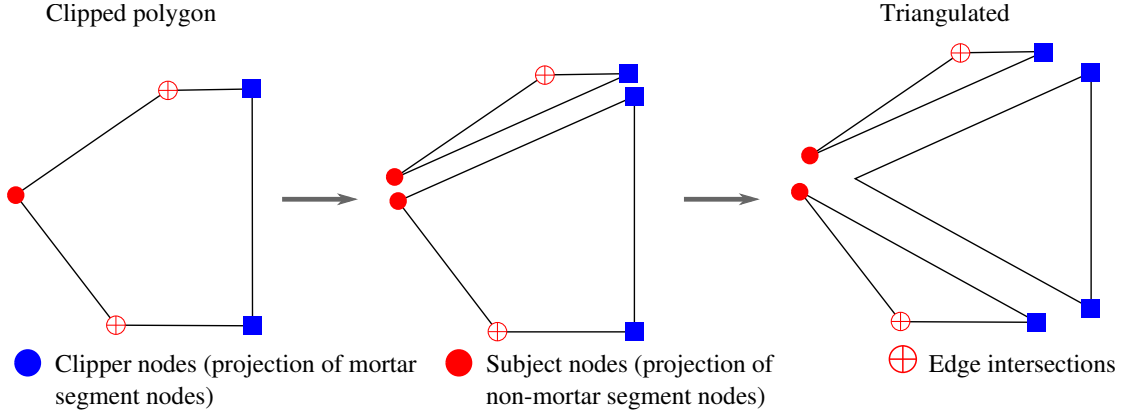 Clipped polygon
Triangulated
Clipper nodes (projection of mortar
segment nodes)
Subject nodes (projection of
non-mortar segment nodes)
Edge intersections